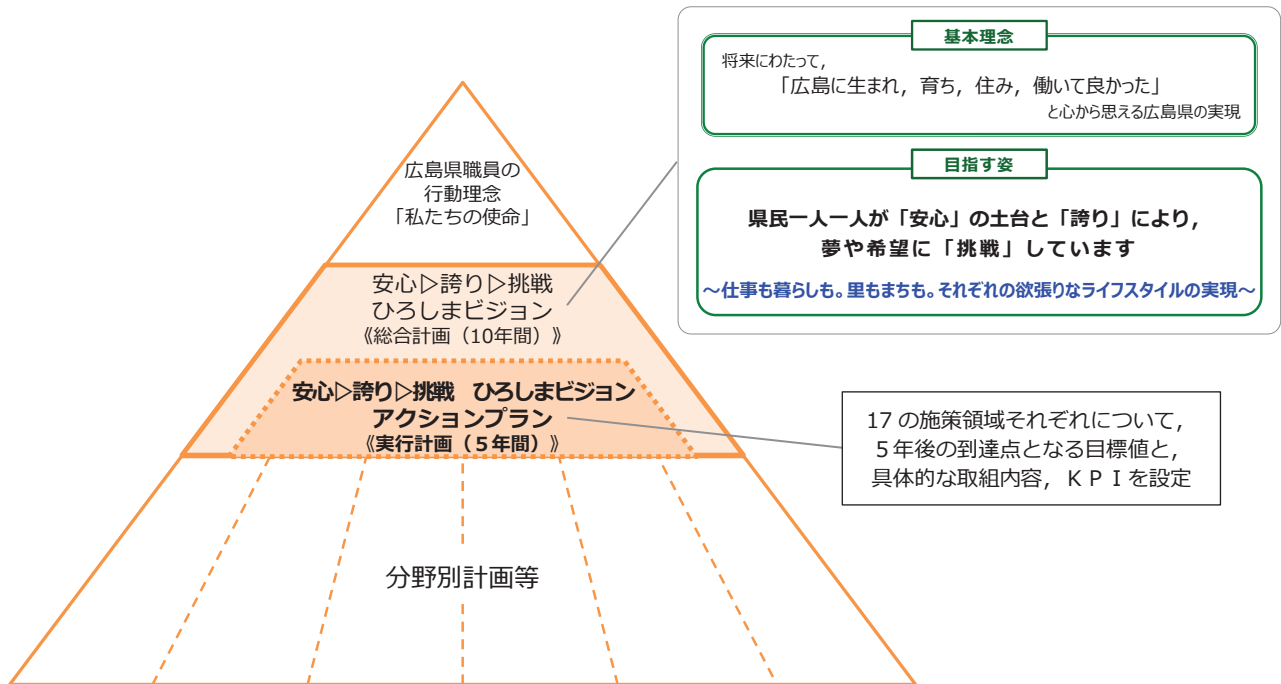 基本理念
将来にわたって，
「広島に生まれ，育ち，住み，働いて良かった」
と心から思える広島県の実現
目指す姿
県民一人一人が「安心」の土台と「誇り」により，
夢や希望に「挑戦」しています
～仕事も暮らしも。里もまちも。それぞれの欲張りなライフスタイルの実現～
広島県職員の
行動理念
「私たちの使命」
安心▷誇り▷挑戦
ひろしまビジョン
《総合計画（10年間）》
安心▷誇り▷挑戦　ひろしまビジョン
アクションプラン
《実行計画（５年間）》
17 の施策領域それぞれについて，
５年後の到達点となる目標値と，
具体的な取組内容，ＫＰＩを設定
分野別計画等